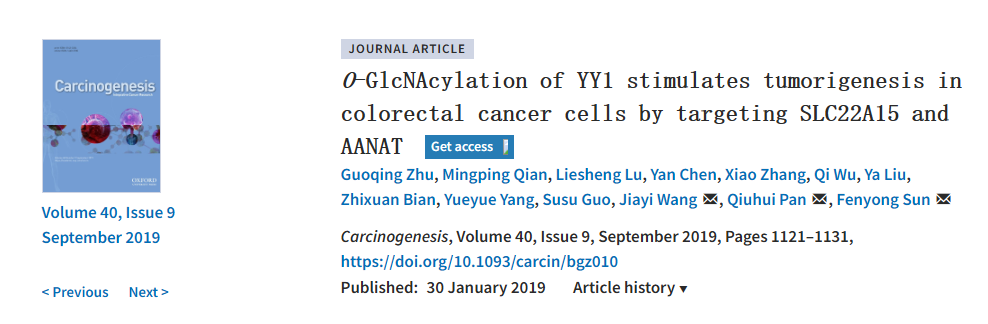 Carcinogenesis
OXFORD
Volume 40, Issue 9
September 2019
< Previous Next >
JOURNAL ARTICLE
O-GlcNAcylation of YY1 stimulates tumorigenesis in
colorectal cancer cells by targeting SLC22A15 and
AANAT Get access
Guoqing Zhu, Mingping Qian, Liesheng Lu, Yan Chen, Xiao Zhang, Qi Wu, Ya Liu,
Zhixuan Bian, Yueyue Yang, Susu Guo, Jiayi Wang, Qiuhui Pan, Fenyong Sun
Carcinogenesis, Volume 40, Issue 9, September 2019, Pages 1121–1131,
https://doi.org/10.1093/carcin/bgz010
Published: 30 January 2019 Article history ▾